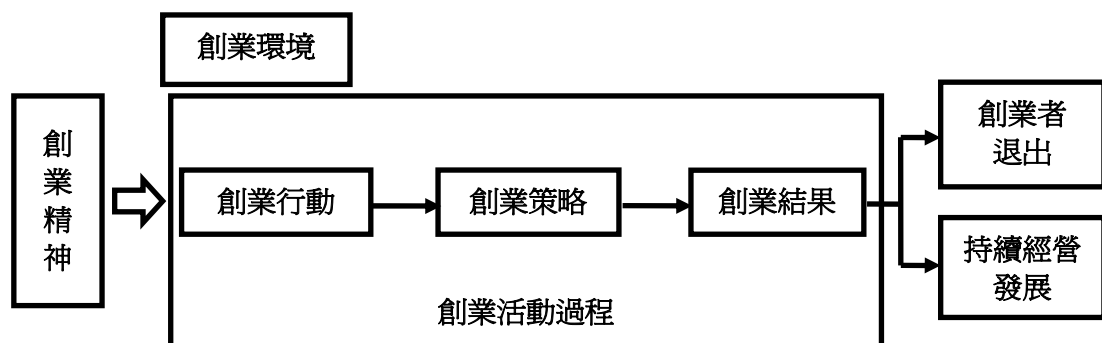 創業環境
創業精神
創業行動
創業策略
創業結果
創業活動過程
創業者
退出
持續經營
發展